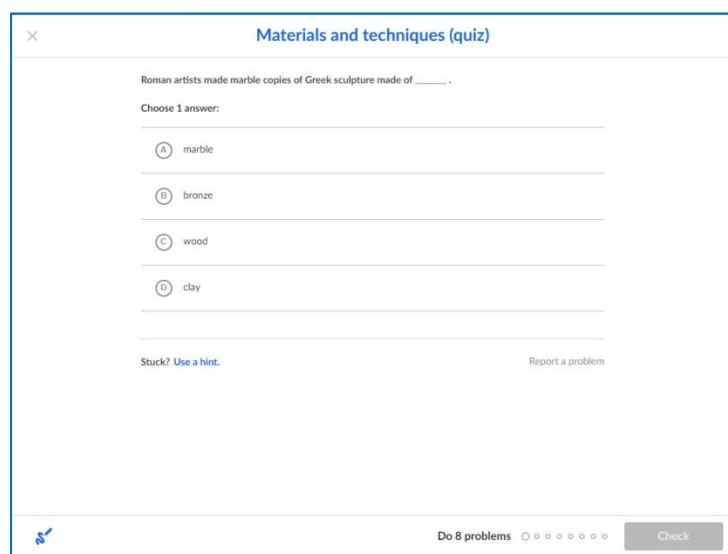 Materials and techniques (quiz)
Roman artists made marble copies of Greek sculpture made of ______ .
Choose 1 answer:
A marble
B bronze
C wood
D clay
Stuck? Use a hint. Report a problem
Do 8 problems Check